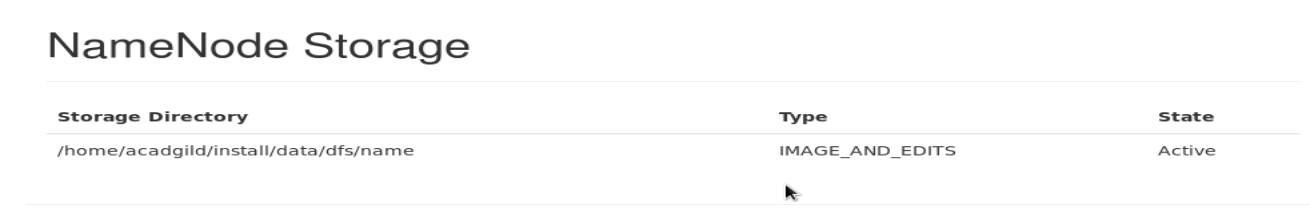 NameNode Storage
Storage Directory Type State
/home/acadgild/install/data/dfs/name IMAGE_AND_EDITS Active